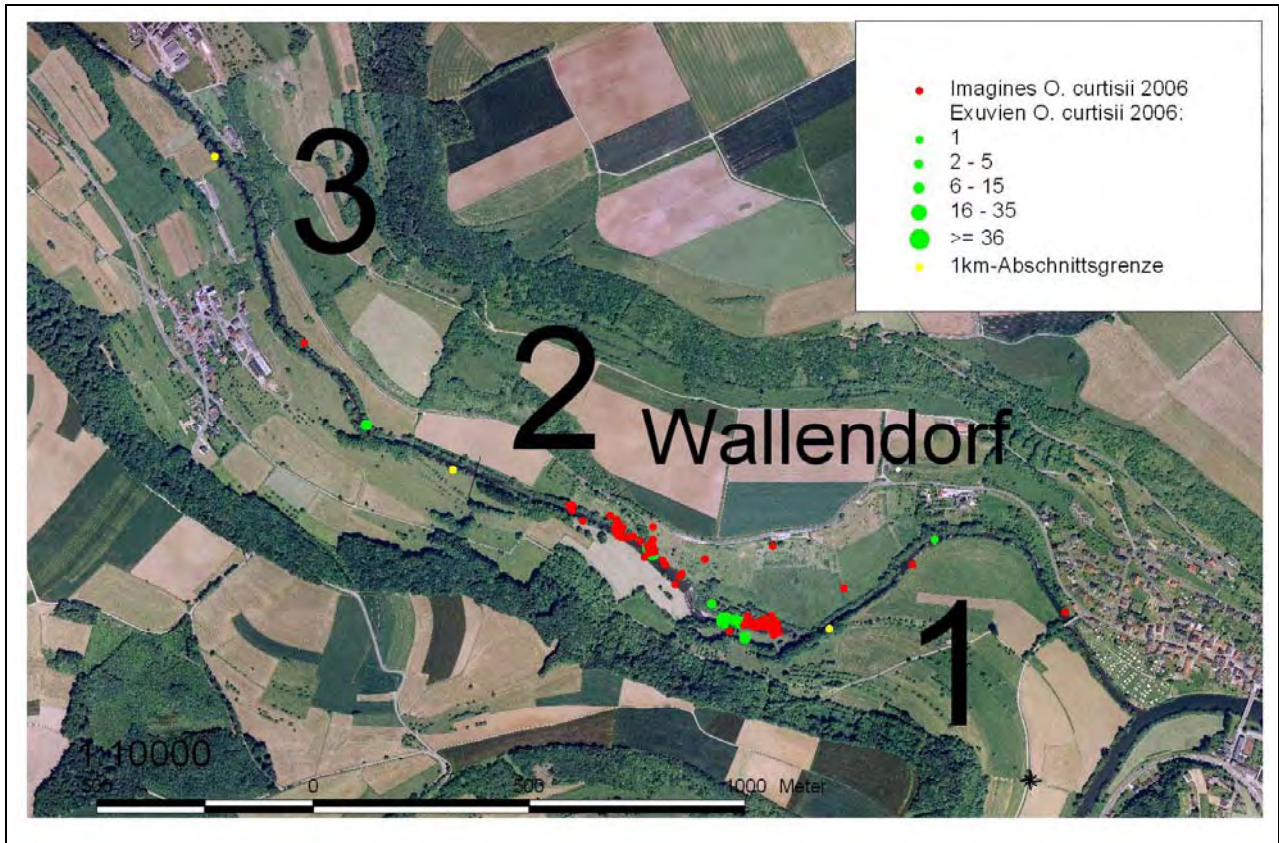 Imagines O. curtisii 2006
Exuvien O. curtisii 2006:
1
2 - 5
6 - 15
16 - 35
>= 36
1km-Abschnittsgrenze
3
2
Wallendorf
1
1:10000
500 0 500 1000 Meter